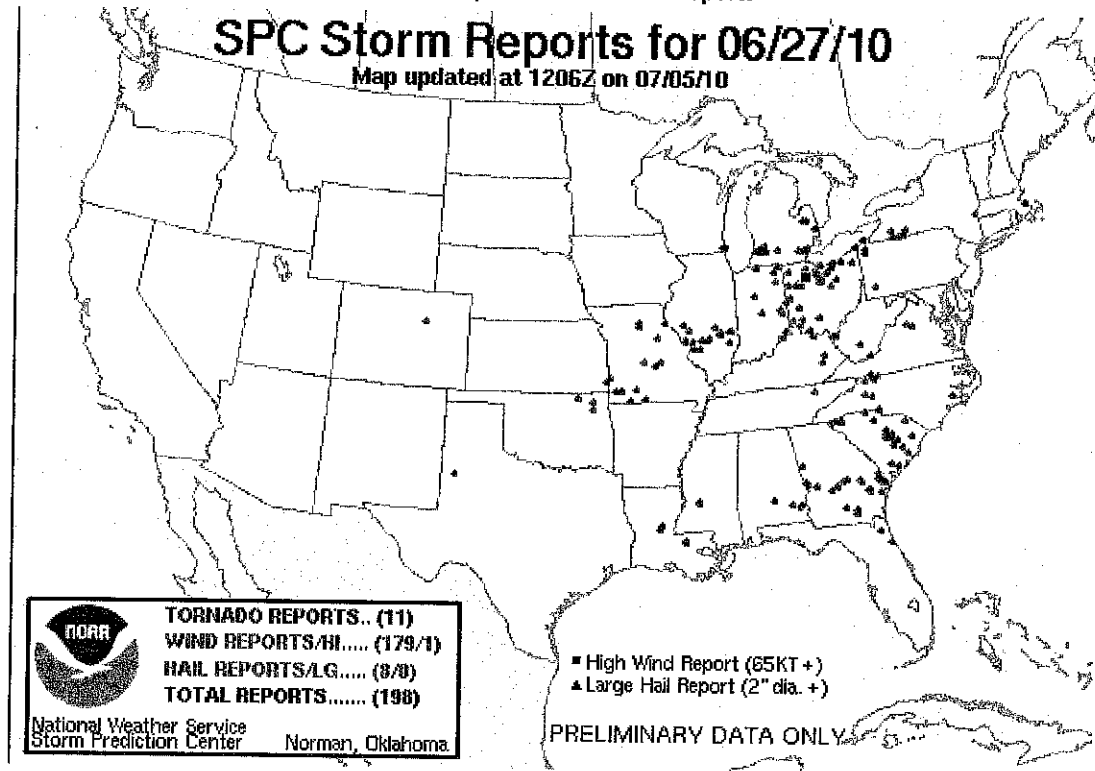 SPC Storm Reports for 06/27/10
Map updated at 1206Z on 07/05/10
noaa
TORNADO REPORTS.. (11)
WIND REPORTS/HI..... (179/1)
HAIL REPORTS/LG..... (8/0)
TOTAL REPORTS....... (198)
National Weather Service
Storm Prediction Center Norman, Oklahoma
■ High Wind Report (65KT +)
▲ Large Hail Report (2" dia. +)
PRELIMINARY DATA ONLY